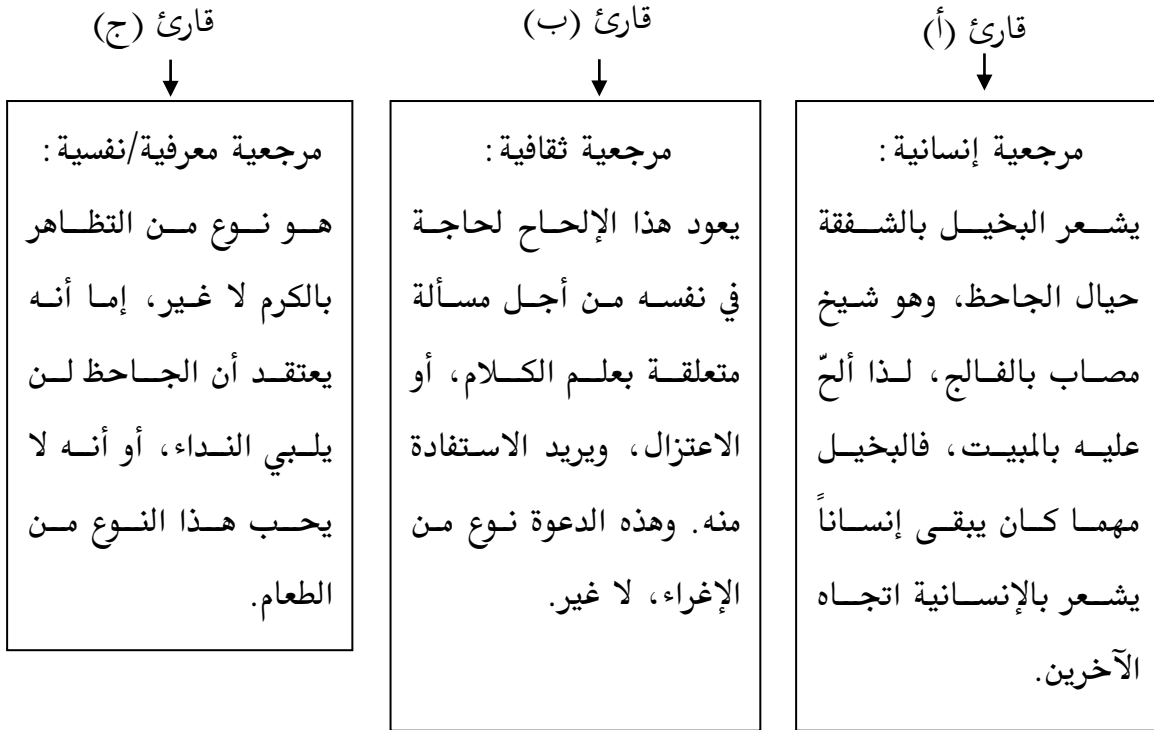 قارئ (أ)
مرجعية إنسانية:
يشعر البخيل بالشفقة
حيال الجاحظ، وهو شيخ
مصاب بالفالج، لذا ألحّ
عليه بالمبيت، فالبخيل
مهما كان يبقى إنساناً
يشعر بالإنسانية اتجاه
الآخرين.
قارئ (ب)
مرجعية ثقافية:
يعود هذا الإلحاح لحاجة
في نفسه من أجل مسألة
متعلقة بعلم الكلام، أو
الاعتزال، ويريد الاستفادة
منه. وهذه الدعوة نوع من
الإغراء، لا غير.
قارئ (ج)
مرجعية معرفية/نفسية:
هو نوع من التظاهر
بالكرم لا غير، إما أنه
يعتقد أن الجاحظ لن
يلبي النداء، أو أنه لا
يحب هذا النوع من
الطعام.